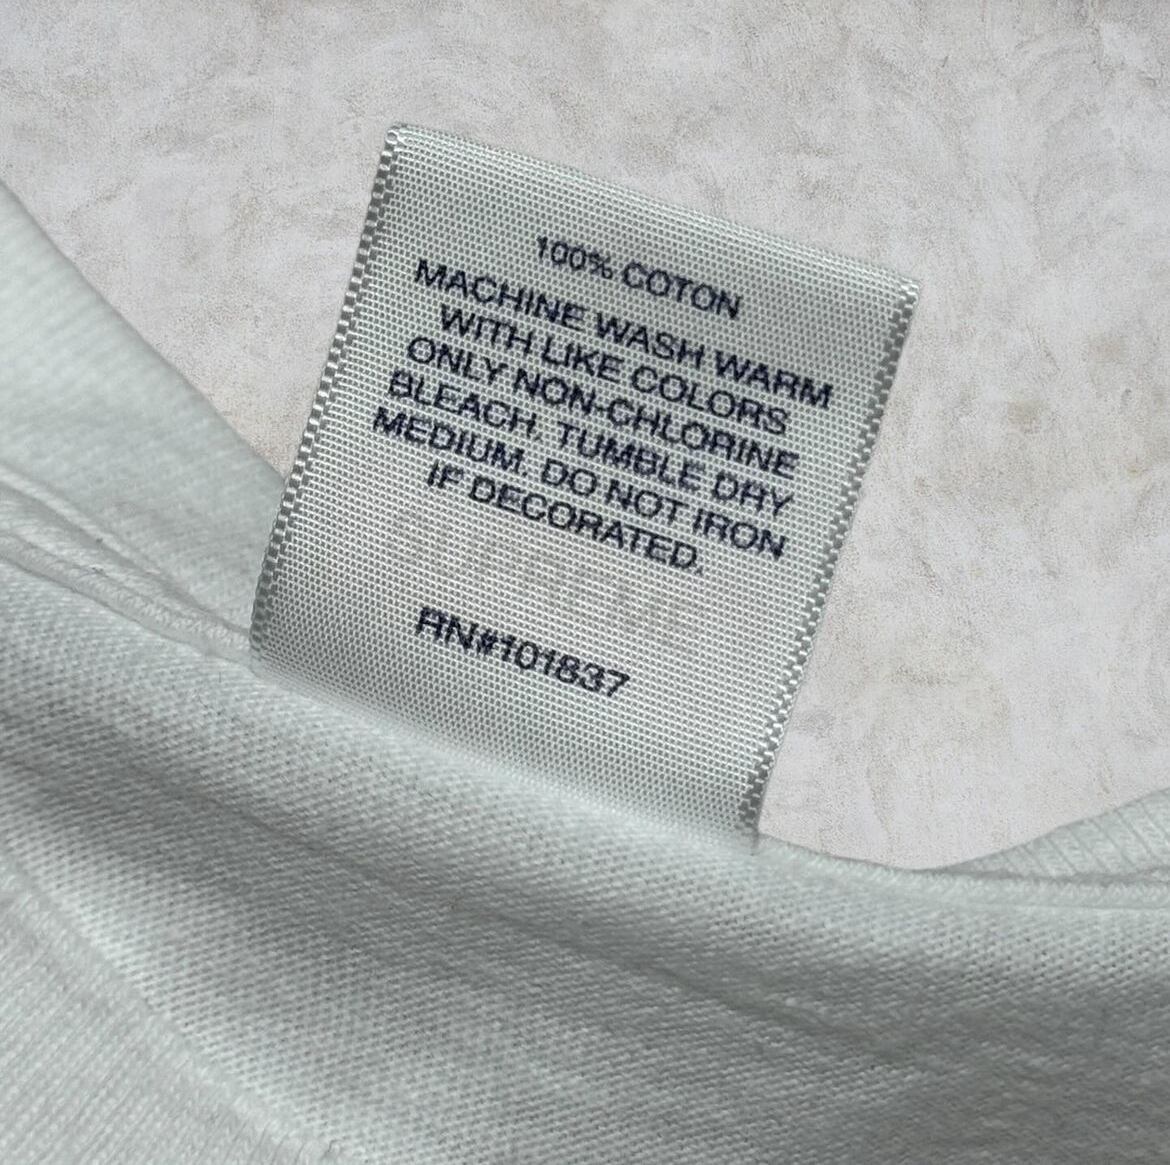 100% COTON
MACHINE WASH WARM
WITH LIKE COLORS
ONLY NON-CHLORINE
BLEACH. TUMBLE DRY
MEDIUM. DO NOT IRON
IF DECORATED.
RN#101837